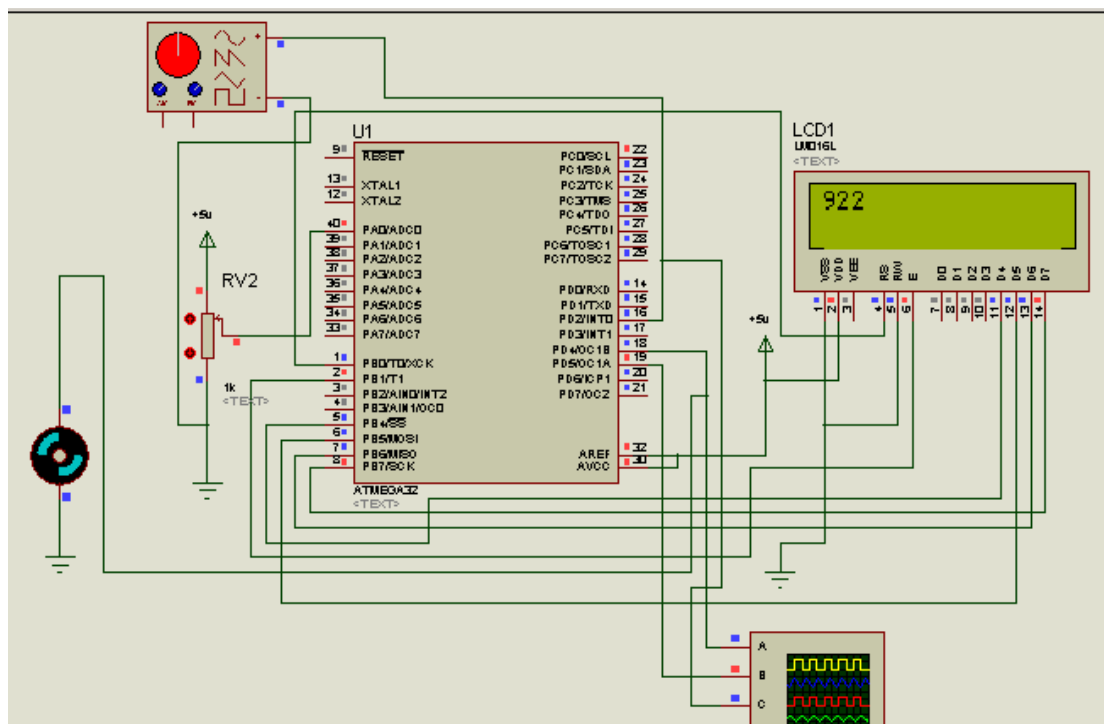 U1
9 RESET
13 XTAL1
12 XTAL2
40 PA0/ADC0
39 PA1/ADC1
38 PA2/ADC2
37 PA3/ADC3
36 PA4/ADC4
35 PA5/ADC5
34 PA6/ADC6
33 PA7/ADC7
1 PB0/T0/XCK
2 PB1/T1
3 PB2/AIN0/INT2
4 PB3/AIN1/OC0
5 PB4/SS
6 PB5/MOSI
7 PB6/MISO
8 PB7/SCK
PC0/SCL 22
PC1/SDA 23
PC2/TCK 24
PC3/TMS 25
PC4/TDO 26
PC5/TDI 27
PC6/TOSC1 28
PC7/TOSC2 29
PD0/RXD 14
PD1/TXD 15
PD2/INT0 16
PD3/INT1 17
PD4/OC1B 18
PD5/OC1A 19
PD6/ICP1 20
PD7/OC2 21
AREF 32
AVCC 30
ATMEGA32
<TEXT>
+5u
RV2
1k
<TEXT>
LCD1
LM016L
<TEXT>
922
VSS VDD VEE RS RW E D0 D1 D2 D3 D4 D5 D6 D7
1 2 3 4 5 6 7 8 9 10 11 12 13 14
+5u
+
-
A
B
C